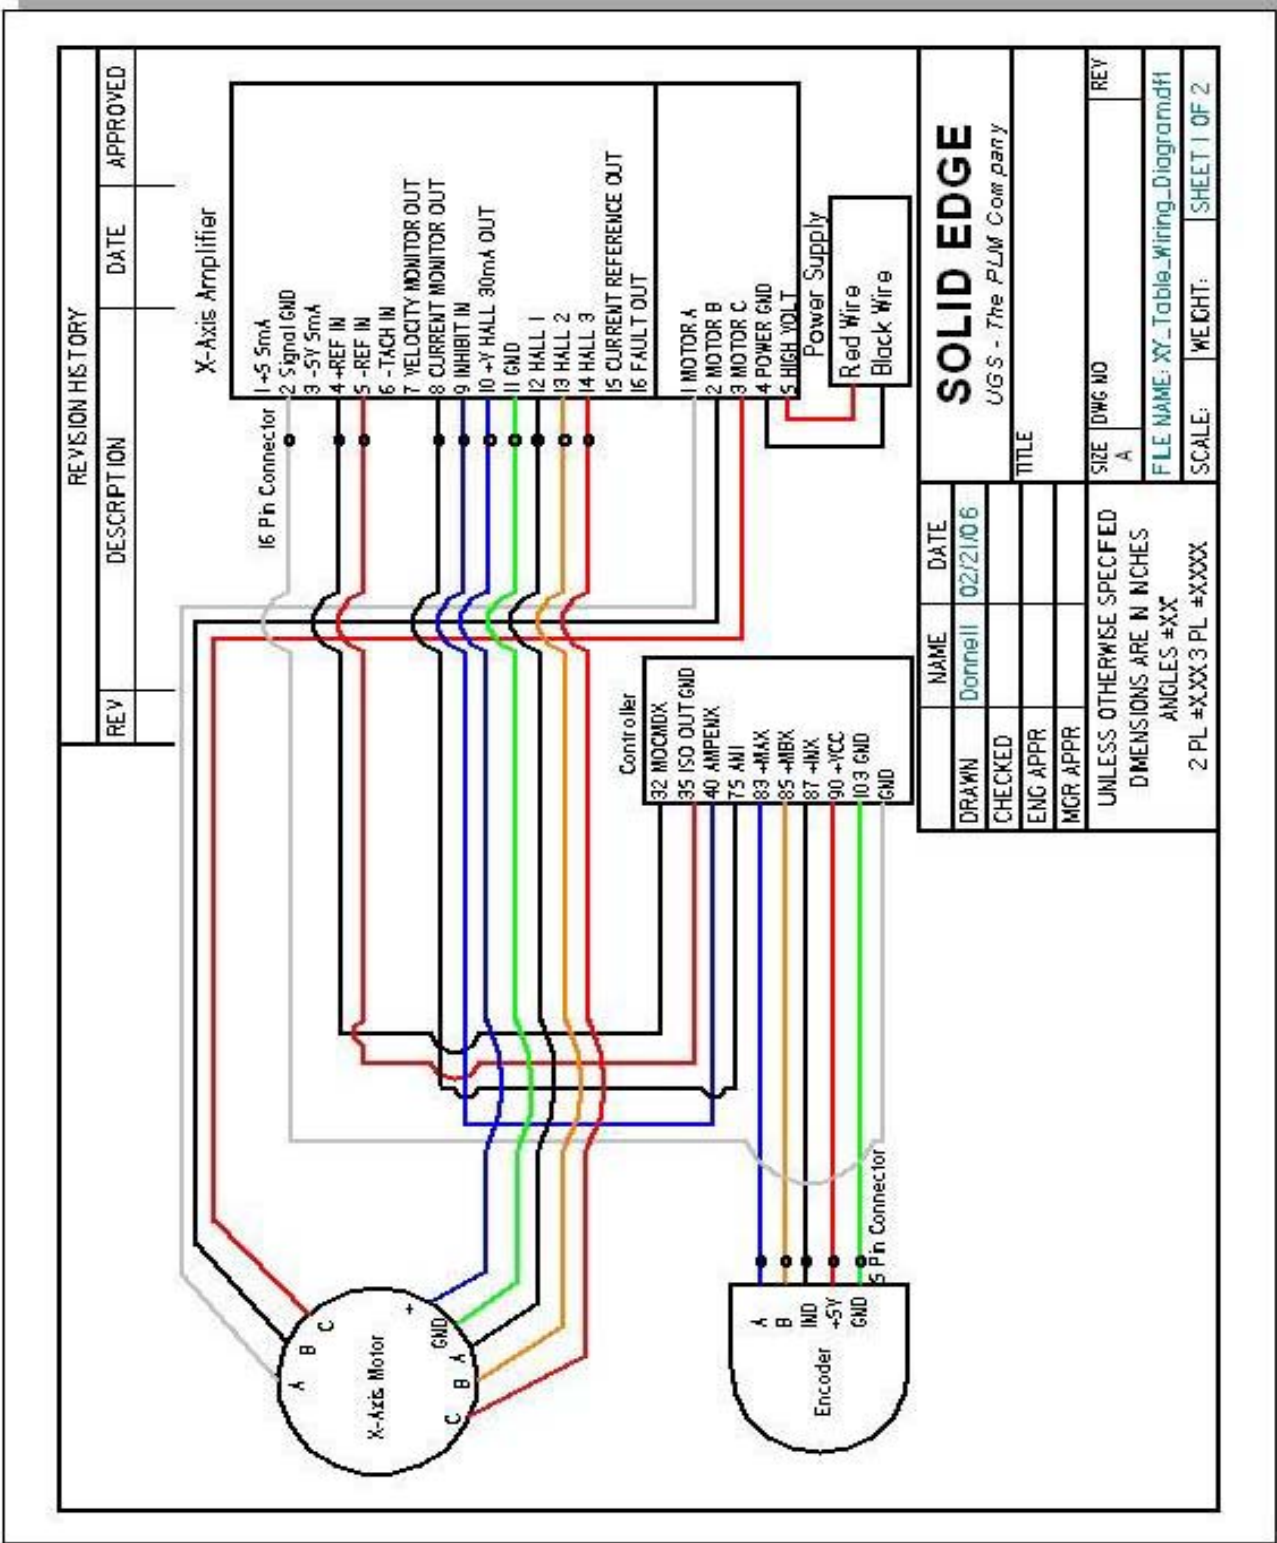 REVISION HISTORY
REV DESCRIPTION DATE APPROVED
X-Axis Amplifier
16 Pin Connector
1 +5 5mA
2 Signal GND
3 -5V 5mA
4 +REF IN
5 -REF IN
6 -TACH IN
7 VELOCITY MONITOR OUT
8 CURRENT MONITOR OUT
9 INHIBIT IN
10 +V HALL 30mA OUT
11 GND
12 HALL 1
13 HALL 2
14 HALL 3
15 CURRENT REFERENCE OUT
16 FAULT OUT
1 MOTOR A
2 MOTOR B
3 MOTOR C
4 POWER GND
5 HIGH VOLT
Power Supply
Red Wire
Black Wire
Controller
32 MOCMDX
35 ISO OUT GND
40 AMPENX
75 AN1
83 +MAX
85 +MBX
87 +INX
90 +VCC
103 GND
GND
X-Axis Motor
A
B
C
+
GND
A
B
C
Encoder
A
B
IND
+5V
GND
5 Pin Connector
NAME DATE
DRAWN Donnell 02/21/06
CHECKED
ENG APPR
MGR APPR
UNLESS OTHERWISE SPECIFIED
DIMENSIONS ARE IN INCHES
ANGLES ±XX°
2 PL ±X.XX 3 PL ±X.XXX
SOLID EDGE
UGS - The PLM Company
TITLE
SIZE DWG NO REV
A
FILE NAME: XY_Table_Wiring_Diagram.dft
SCALE: WEIGHT: SHEET 1 OF 2